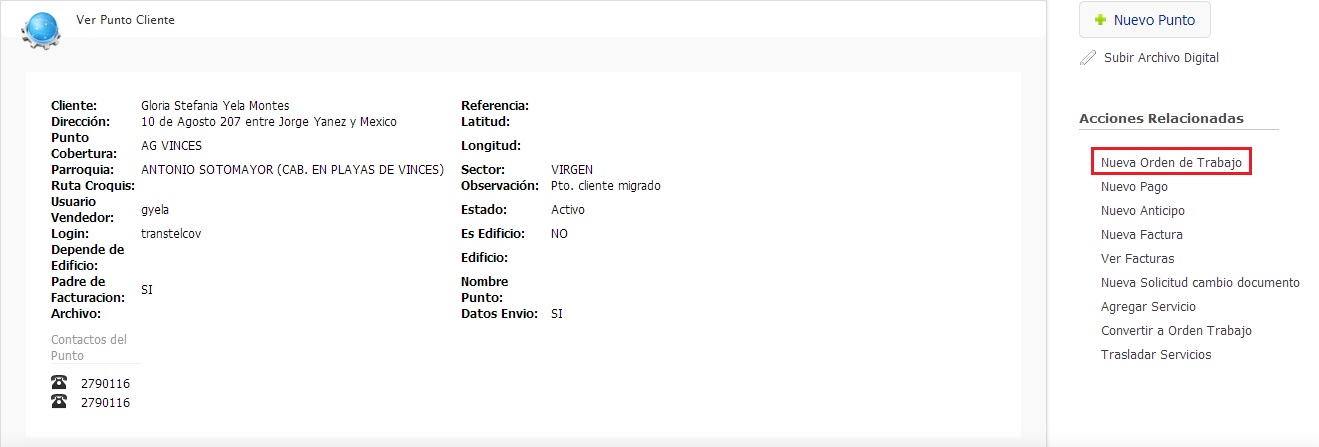 Ver Punto Cliente
Cliente: Gloria Stefania Yela Montes
Dirección: 10 de Agosto 207 entre Jorge Yanez y Mexico
Punto
Cobertura: AG VINCES
Parroquia: ANTONIO SOTOMAYOR (CAB. EN PLAYAS DE VINCES)
Ruta Croquis:
Usuario
Vendedor: gyela
Login: transtelcov
Depende de
Edificio:
Padre de
Facturacion: SI
Archivo:
Contactos del
Punto
2790116
2790116
Referencia:
Latitud:
Longitud:
Sector: VIRGEN
Observación: Pto. cliente migrado
Estado: Activo
Es Edificio: NO
Edificio:
Nombre
Punto:
Datos Envio: SI
Nuevo Punto
Subir Archivo Digital
Acciones Relacionadas
Nueva Orden de Trabajo
Nuevo Pago
Nuevo Anticipo
Nueva Factura
Ver Facturas
Nueva Solicitud cambio documento
Agregar Servicio
Convertir a Orden Trabajo
Trasladar Servicios